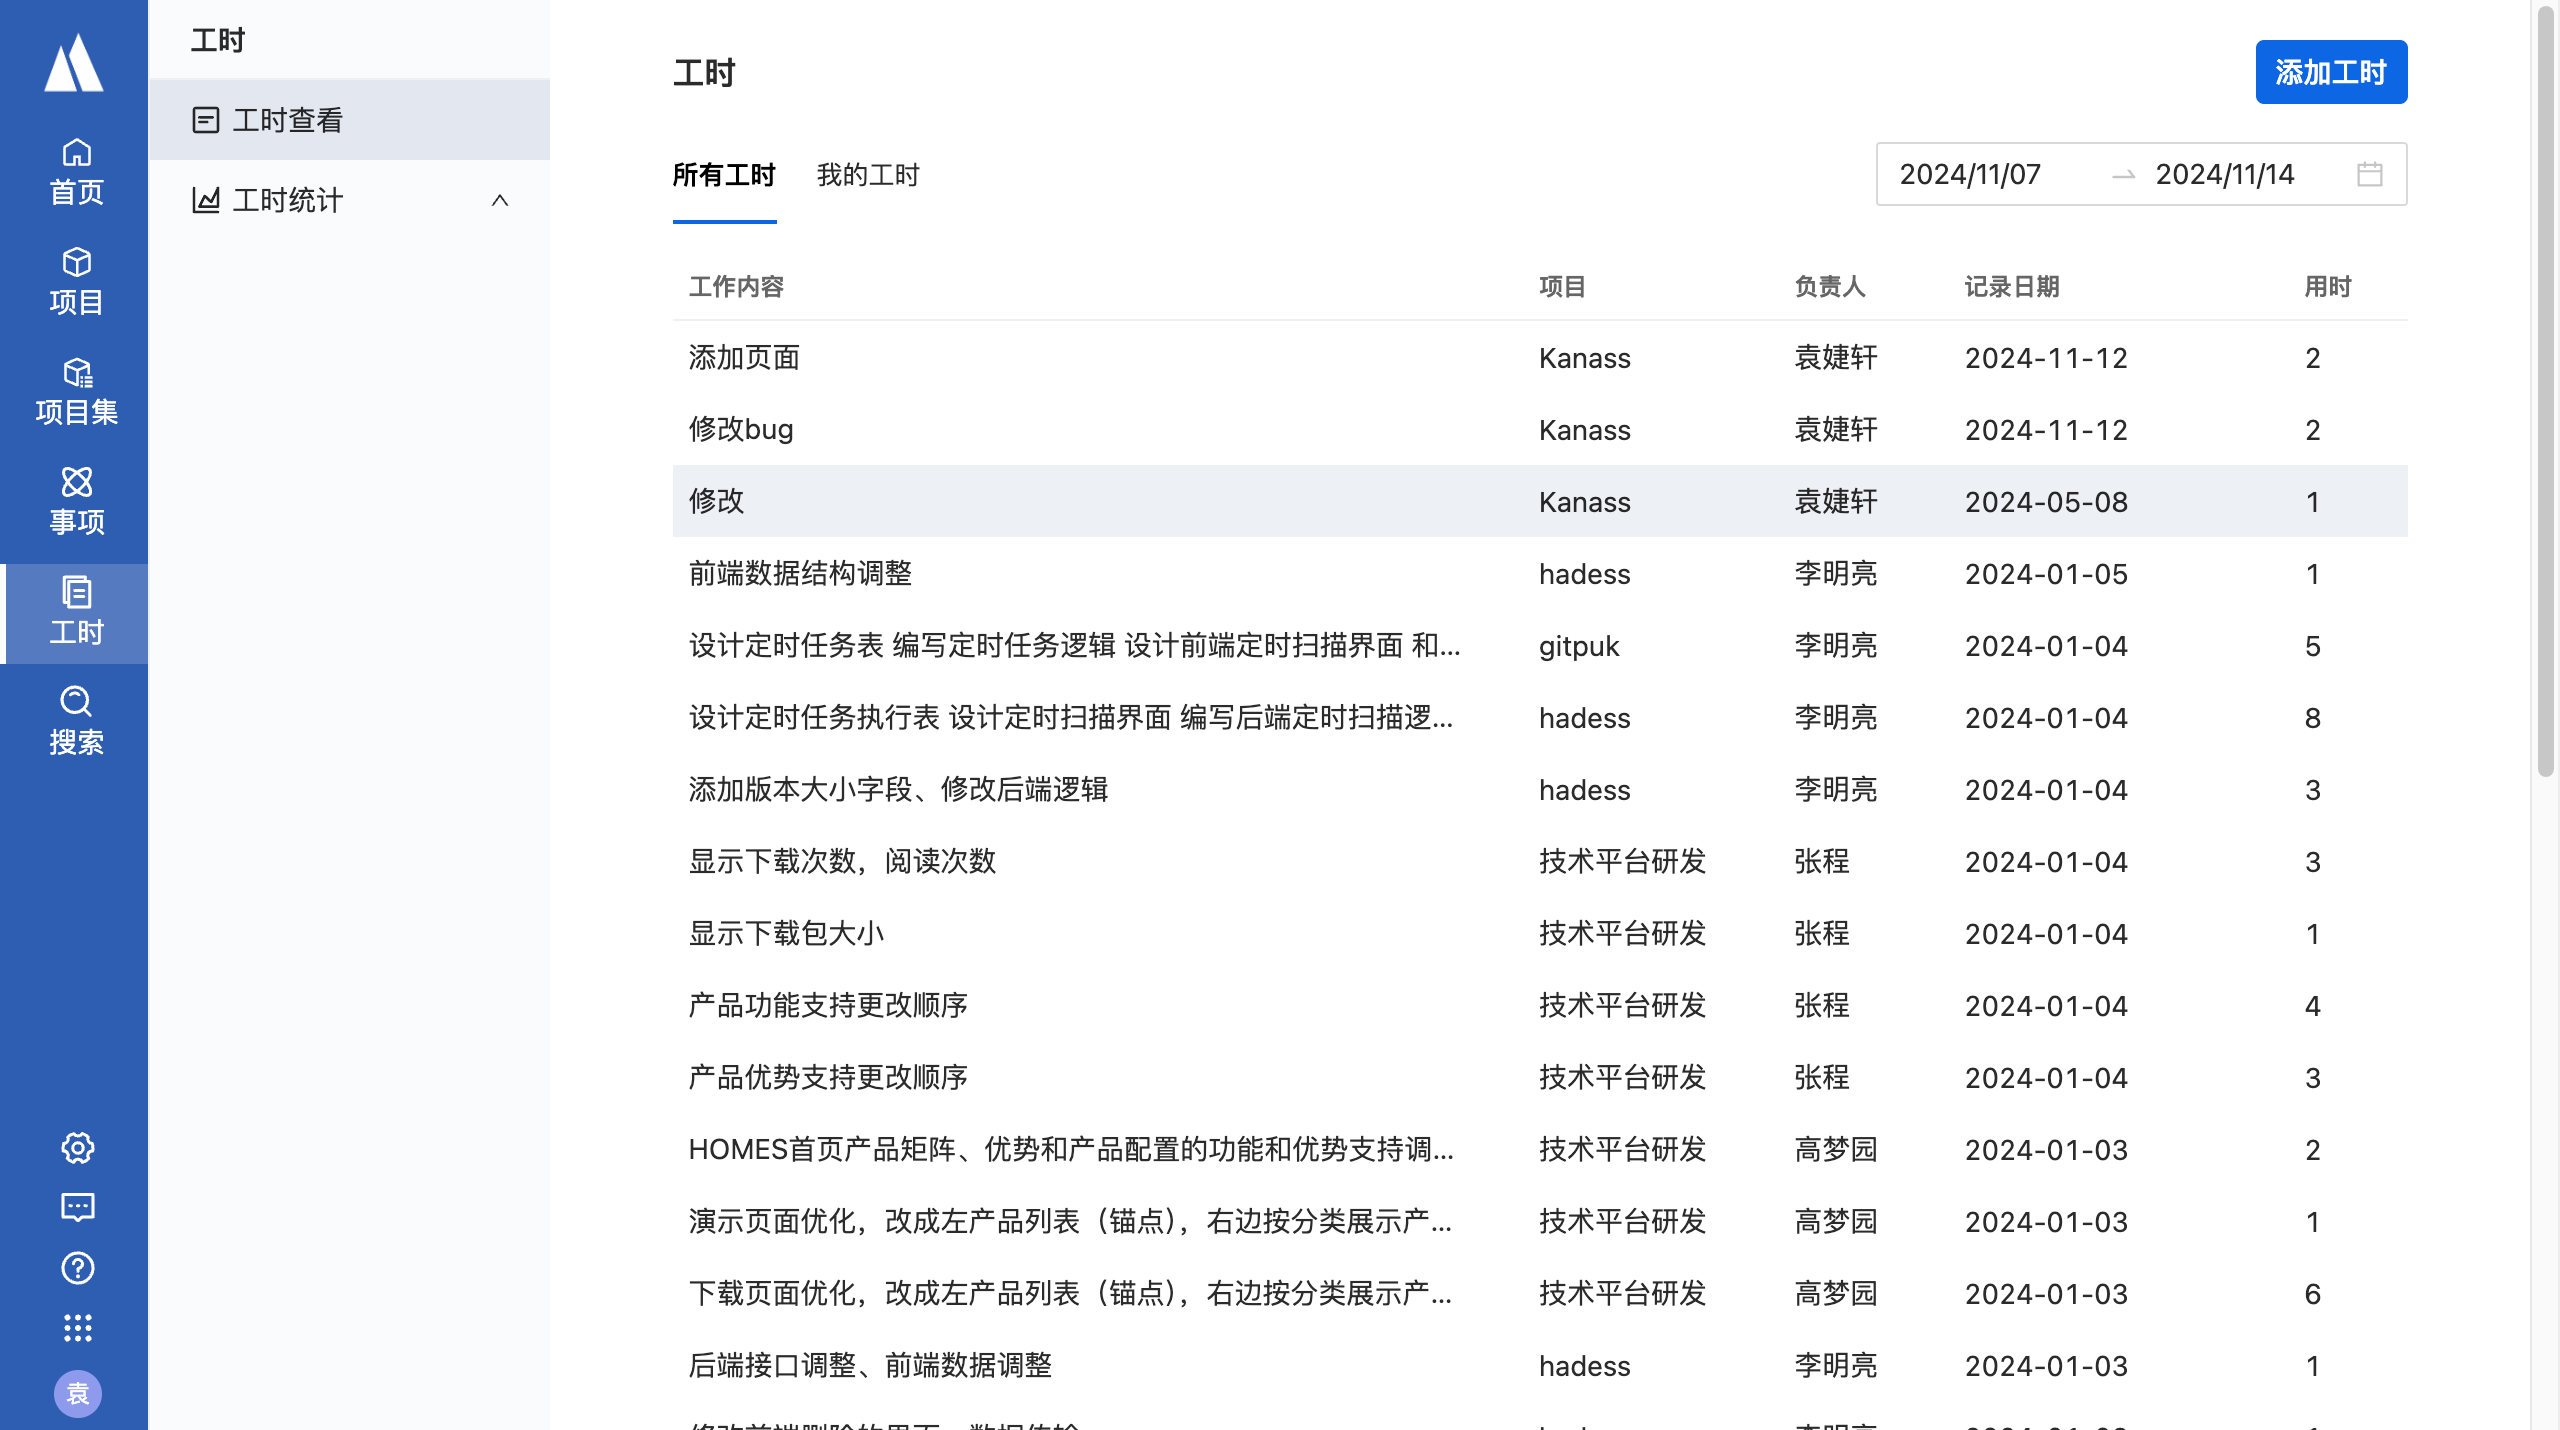 首页
项目
项目集
事项
工时
搜索
袁
工时
工时查看
工时统计
工时
添加工时
所有工时 我的工时
2024/11/07 → 2024/11/14
工作内容 项目 负责人 记录日期 用时
添加页面 Kanass 袁婕轩 2024-11-12 2
修改bug Kanass 袁婕轩 2024-11-12 2
修改 Kanass 袁婕轩 2024-05-08 1
前端数据结构调整 hadess 李明亮 2024-01-05 1
设计定时任务表 编写定时任务逻辑 设计前端定时扫描界面 和... gitpuk 李明亮 2024-01-04 5
设计定时任务执行表 设计定时扫描界面 编写后端定时扫描逻... hadess 李明亮 2024-01-04 8
添加版本大小字段、修改后端逻辑 hadess 李明亮 2024-01-04 3
显示下载次数，阅读次数 技术平台研发 张程 2024-01-04 3
显示下载包大小 技术平台研发 张程 2024-01-04 1
产品功能支持更改顺序 技术平台研发 张程 2024-01-04 4
产品优势支持更改顺序 技术平台研发 张程 2024-01-04 3
HOMES首页产品矩阵、优势和产品配置的功能和优势支持调... 技术平台研发 高梦园 2024-01-03 2
演示页面优化，改成左产品列表（锚点），右边按分类展示产... 技术平台研发 高梦园 2024-01-03 1
下载页面优化，改成左产品列表（锚点），右边按分类展示产... 技术平台研发 高梦园 2024-01-03 6
后端接口调整、前端数据调整 hadess 李明亮 2024-01-03 1